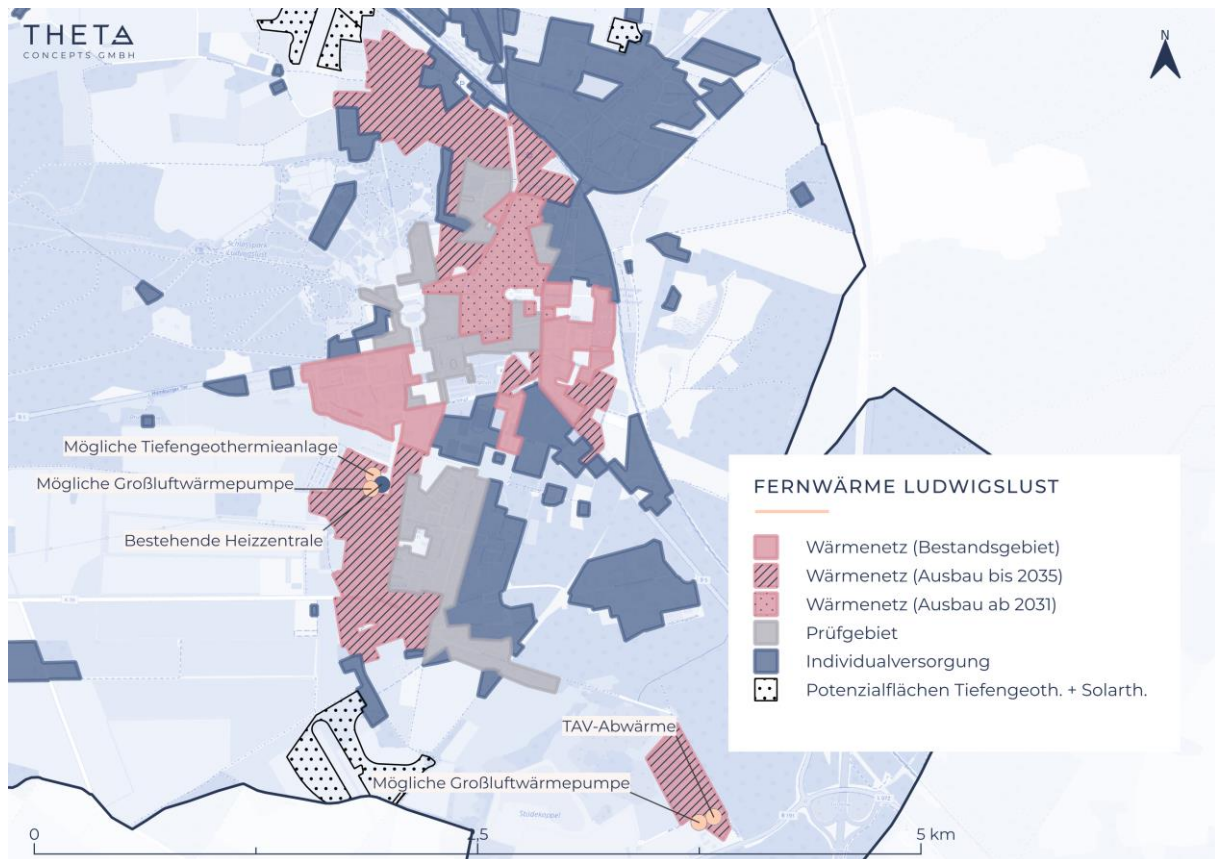 THETA
CONCEPTS GMBH
N
Mögliche Tiefengeothermieanlage
Mögliche Großluftwärmepumpe
Bestehende Heizzentrale
FERNWÄRME LUDWIGSLUST
Wärmenetz (Bestandsgebiet)
Wärmenetz (Ausbau bis 2035)
Wärmenetz (Ausbau ab 2031)
Prüfgebiet
Individualversorgung
Potenzialflächen Tiefengeoth. + Solarth.
TAV-Abwärme
Mögliche Großluftwärmepumpe
0
2,5
5 km